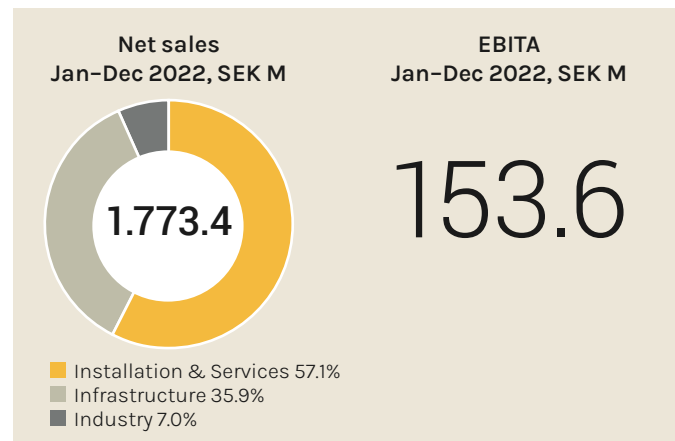 Net sales
Jan–Dec 2022, SEK M
1.773.4
Installation & Services 57.1%
Infrastructure 35.9%
Industry 7.0%
EBITA
Jan–Dec 2022, SEK M
153.6